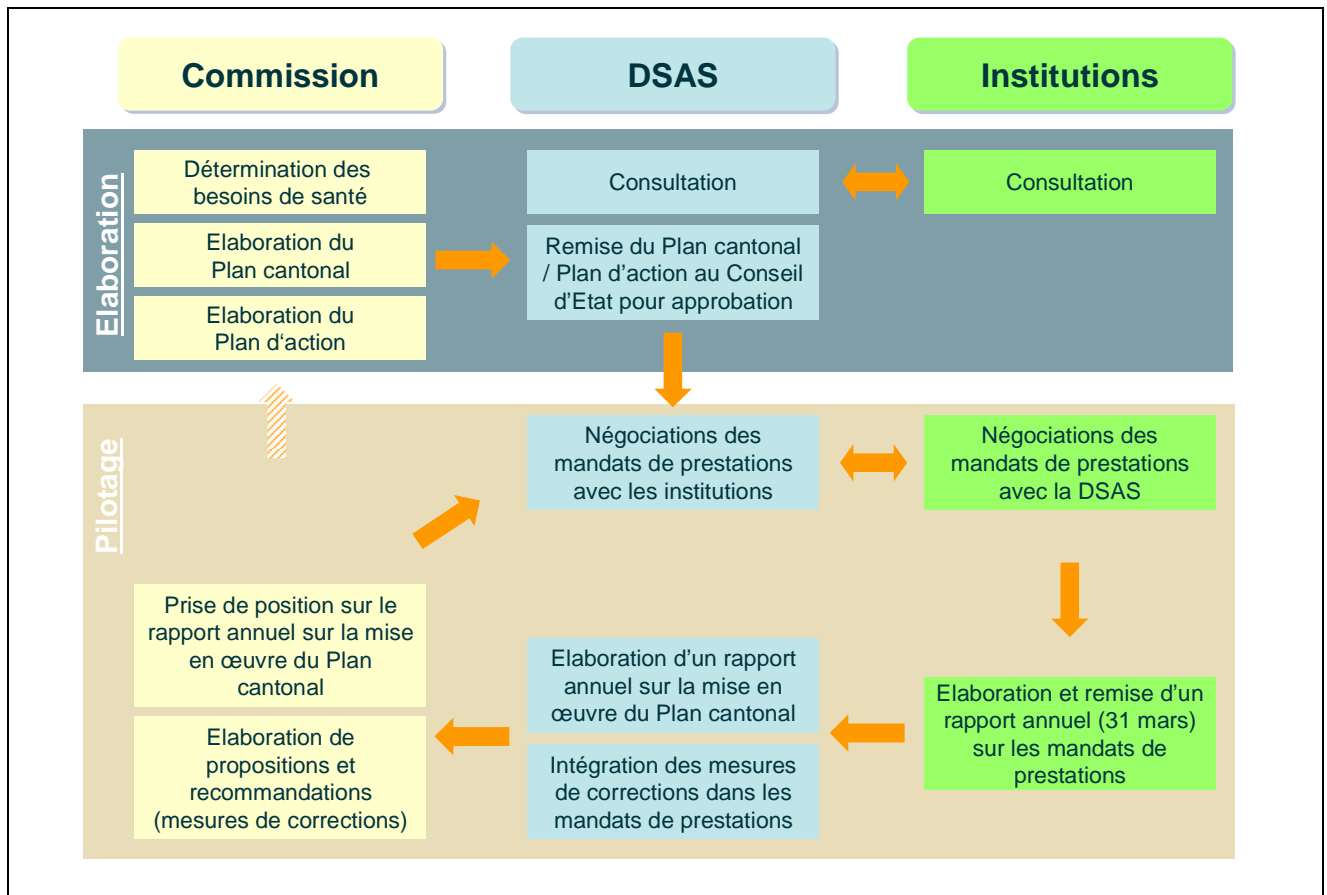 Commission
DSAS
Institutions
Elaboration
Détermination des
besoins de santé
Elaboration du
Plan cantonal
Elaboration du
Plan d‘action
Consultation
Remise du Plan cantonal
/ Plan d’action au Conseil
d’Etat pour approbation
Consultation
Pilotage
Négociations des
mandats de prestations
avec les institutions
Négociations des
mandats de prestations
avec la DSAS
Prise de position sur le
rapport annuel sur la mise
en œuvre du Plan
cantonal
Elaboration de
propositions et
recommandations
(mesures de corrections)
Elaboration d’un rapport
annuel sur la mise en
œuvre du Plan cantonal
Intégration des mesures
de corrections dans les
mandats de prestations
Elaboration et remise d’un
rapport annuel (31 mars)
sur les mandats de
prestations